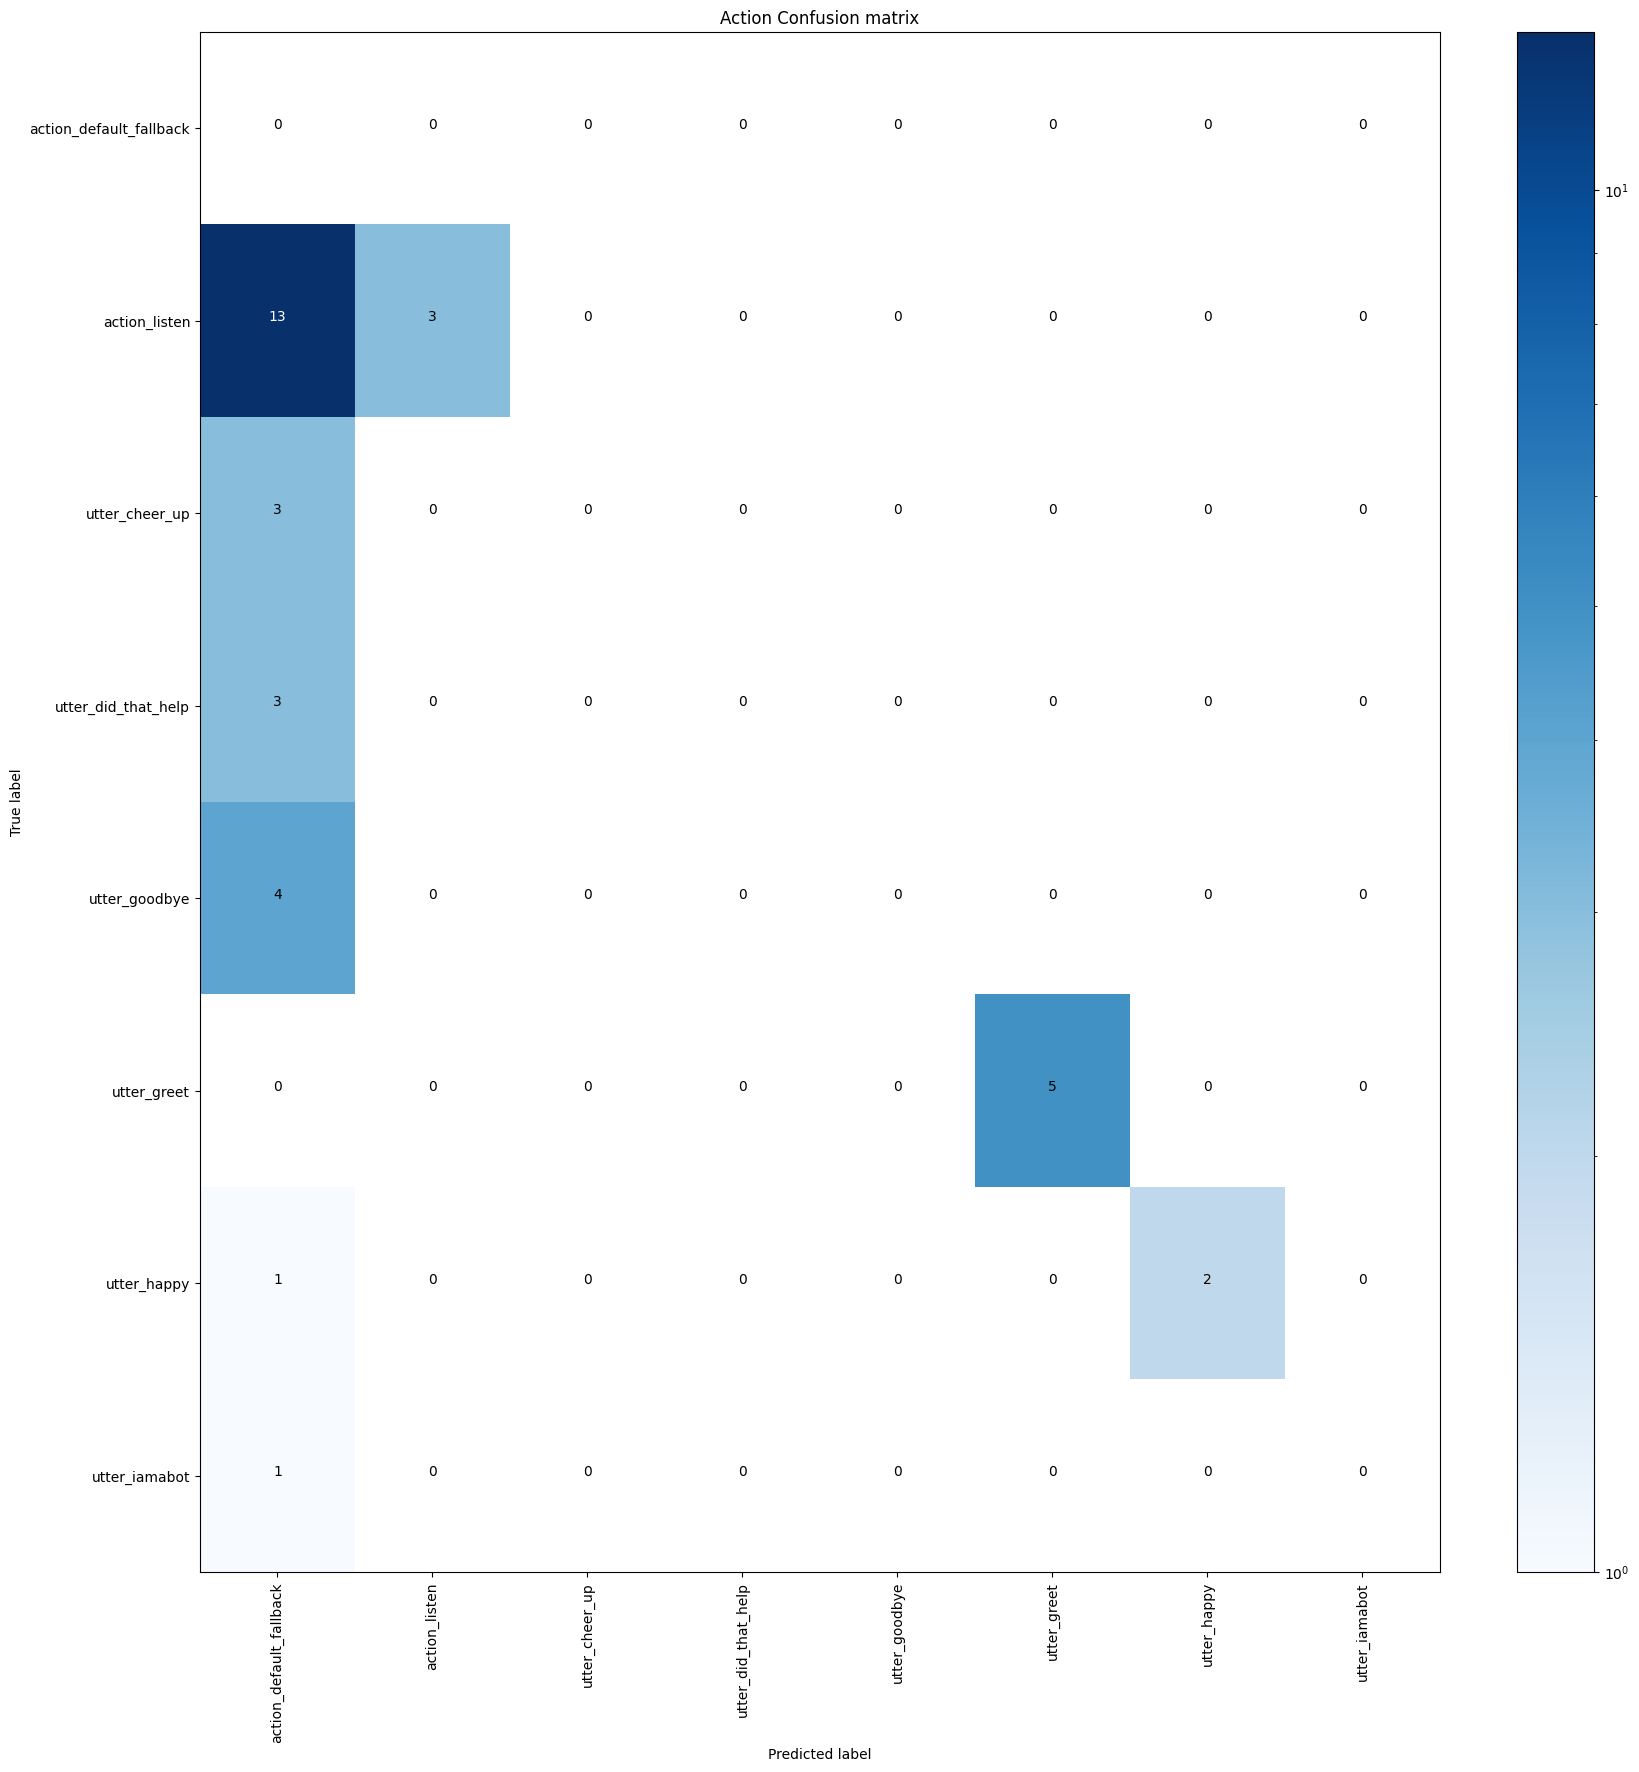 Action Confusion matrix
action_default_fallback 0 0 0 0 0 0 0 0
10¹
action_listen 13 3 0 0 0 0 0 0
utter_cheer_up 3 0 0 0 0 0 0 0
utter_did_that_help 3 0 0 0 0 0 0 0
True label
utter_goodbye 4 0 0 0 0 0 0 0
utter_greet 0 0 0 0 0 5 0 0
utter_happy 1 0 0 0 0 0 2 0
utter_iamabot 1 0 0 0 0 0 0 0
10⁰
action_default_fallback
action_listen
utter_cheer_up
utter_did_that_help
utter_goodbye
utter_greet
utter_happy
utter_iamabot
Predicted label